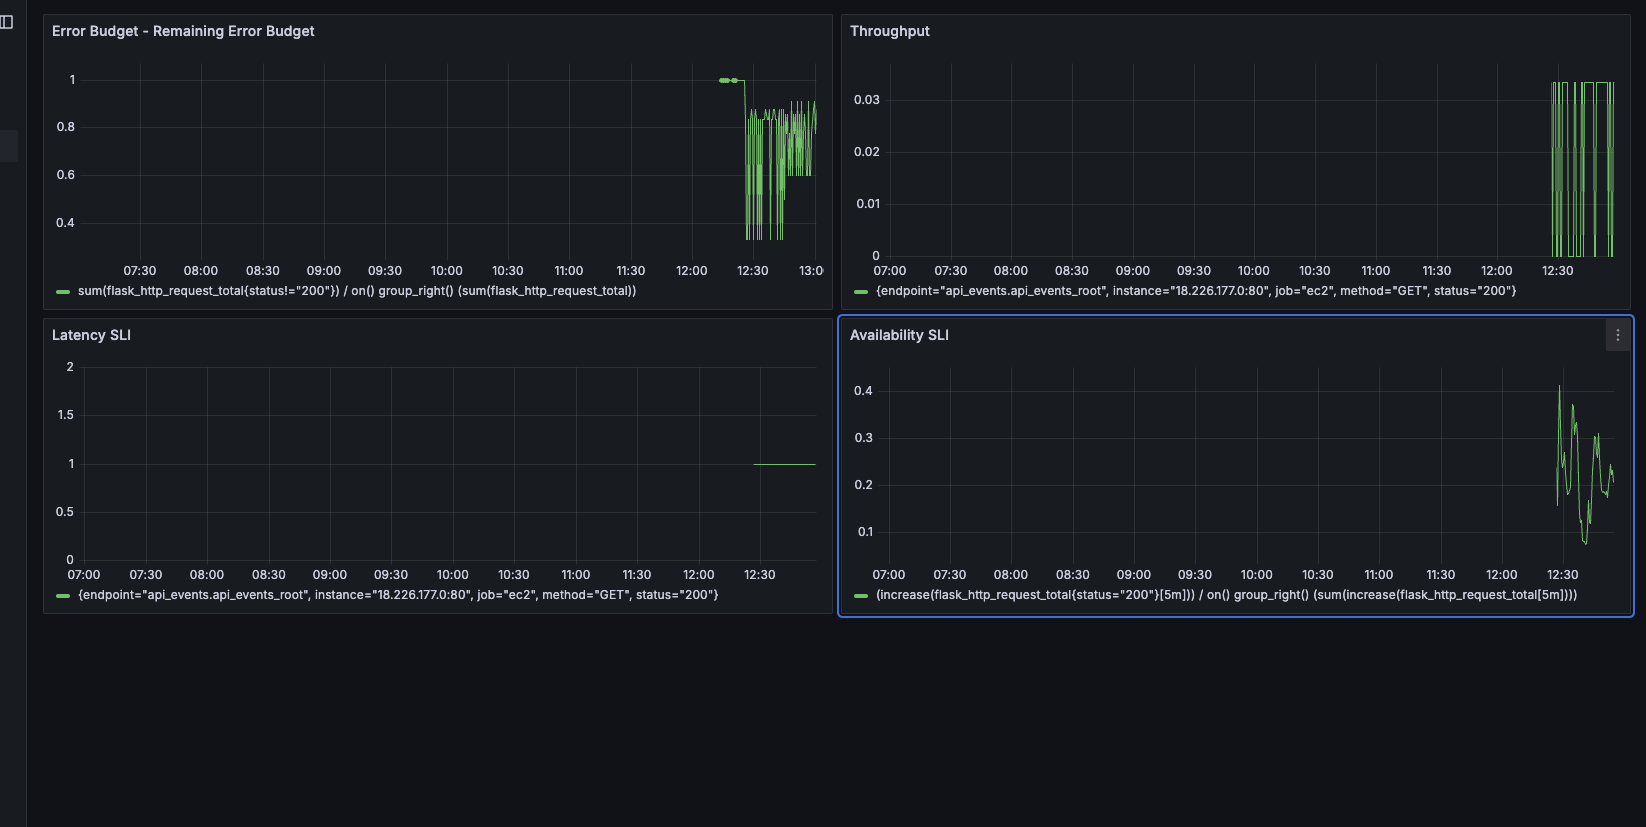 Error Budget - Remaining Error Budget
1
0.8
0.6
0.4
07:30 08:00 08:30 09:00 09:30 10:00 10:30 11:00 11:30 12:00 12:30 13:0
sum(flask_http_request_total{status!="200"}) / on() group_right() (sum(flask_http_request_total))
Throughput
0.03
0.02
0.01
0
07:00 07:30 08:00 08:30 09:00 09:30 10:00 10:30 11:00 11:30 12:00 12:30
{endpoint="api_events.api_events_root", instance="18.226.177.0:80", job="ec2", method="GET", status="200"}
Latency SLI
2
1.5
1
0.5
0
07:00 07:30 08:00 08:30 09:00 09:30 10:00 10:30 11:00 11:30 12:00 12:30
{endpoint="api_events.api_events_root", instance="18.226.177.0:80", job="ec2", method="GET", status="200"}
Availability SLI
0.4
0.3
0.2
0.1
07:00 07:30 08:00 08:30 09:00 09:30 10:00 10:30 11:00 11:30 12:00 12:30
(increase(flask_http_request_total{status="200"}[5m])) / on() group_right() (sum(increase(flask_http_request_total[5m])))